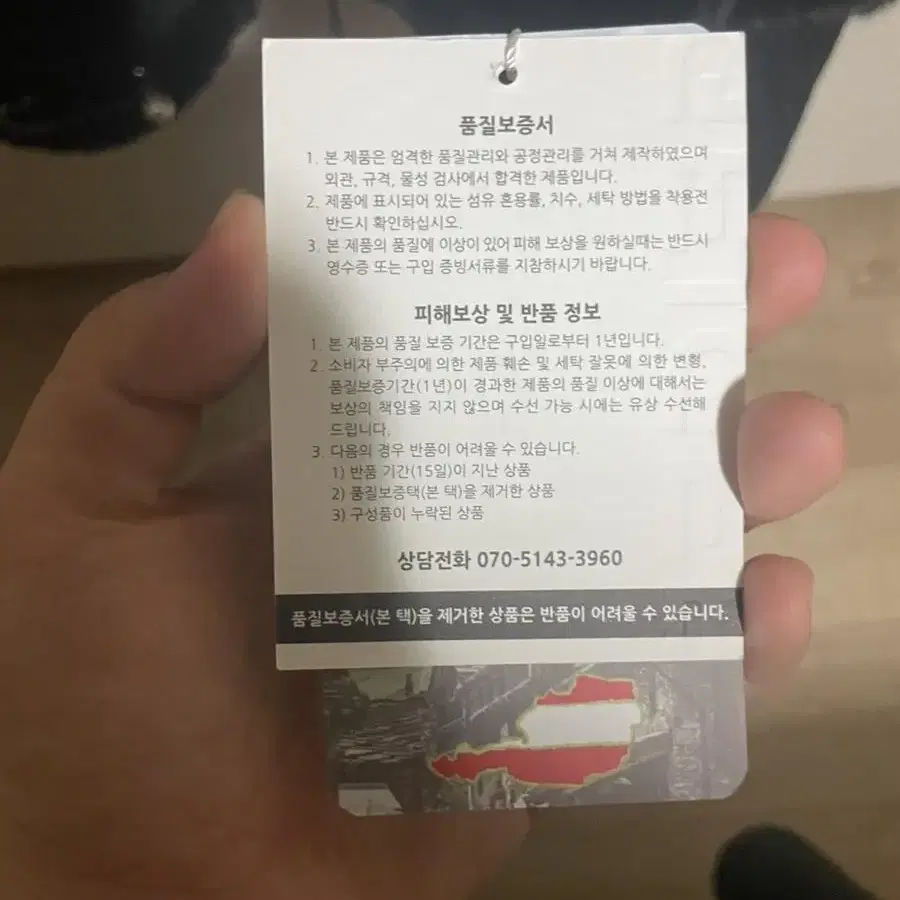 품질보증서
1. 본 제품은 엄격한 품질관리와 공정관리를 거쳐 제작하였으며
외관, 규격, 물성 검사에서 합격한 제품입니다.
2. 제품에 표시되어 있는 섬유 혼용률, 치수, 세탁 방법을 착용전
반드시 확인하십시오.
3. 본 제품의 품질에 이상이 있어 피해 보상을 원하실때는 반드시
영수증 또는 구입 증빙서류를 지참하시기 바랍니다.
피해보상 및 반품 정보
1. 본 제품의 품질 보증 기간은 구입일로부터 1년입니다.
2. 소비자 부주의에 의한 제품 훼손 및 세탁 잘못에 의한 변형,
품질보증기간(1년)이 경과한 제품의 품질 이상에 대해서는
보상의 책임을 지지 않으며 수선 가능 시에는 유상 수선해
드립니다.
3. 다음의 경우 반품이 어려울 수 있습니다.
1) 반품 기간(15일)이 지난 상품
2) 품질보증택(본 택)을 제거한 상품
3) 구성품이 누락된 상품
상담전화 070-5143-3960
품질보증서(본 택)을 제거한 상품은 반품이 어려울 수 있습니다.